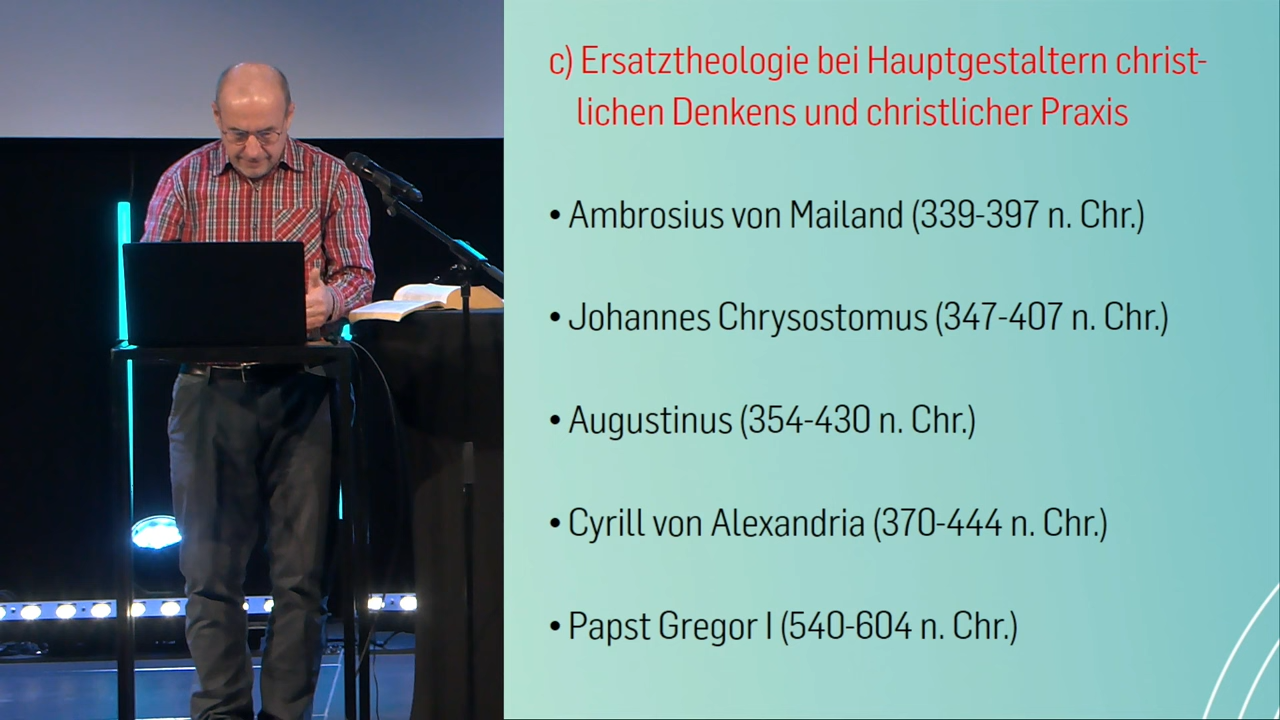 c) Ersatztheologie bei Hauptgestaltern christ-
lichen Denkens und christlicher Praxis
• Ambrosius von Mailand (339-397 n. Chr.)
• Johannes Chrysostomus (347-407 n. Chr.)
• Augustinus (354-430 n. Chr.)
• Cyrill von Alexandria (370-444 n. Chr.)
• Papst Gregor I (540-604 n. Chr.)